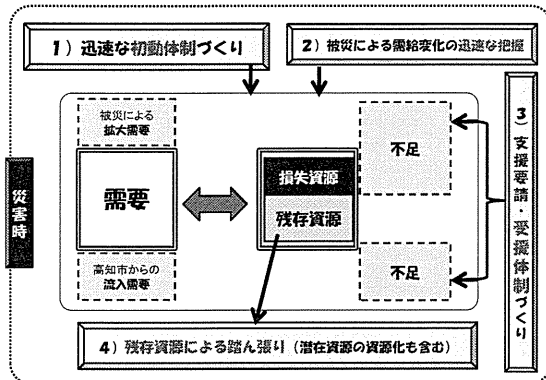 1）迅速な初動体制づくり
2）被災による需給変化の迅速な把握
被災による
拡大需要
需要
高知市からの
流入需要
損失資源
残存資源
不足
不足
3）支援要請・受援体制づくり
災害時
4）残存資源による踏ん張り（潜在資源の資源化も含む）